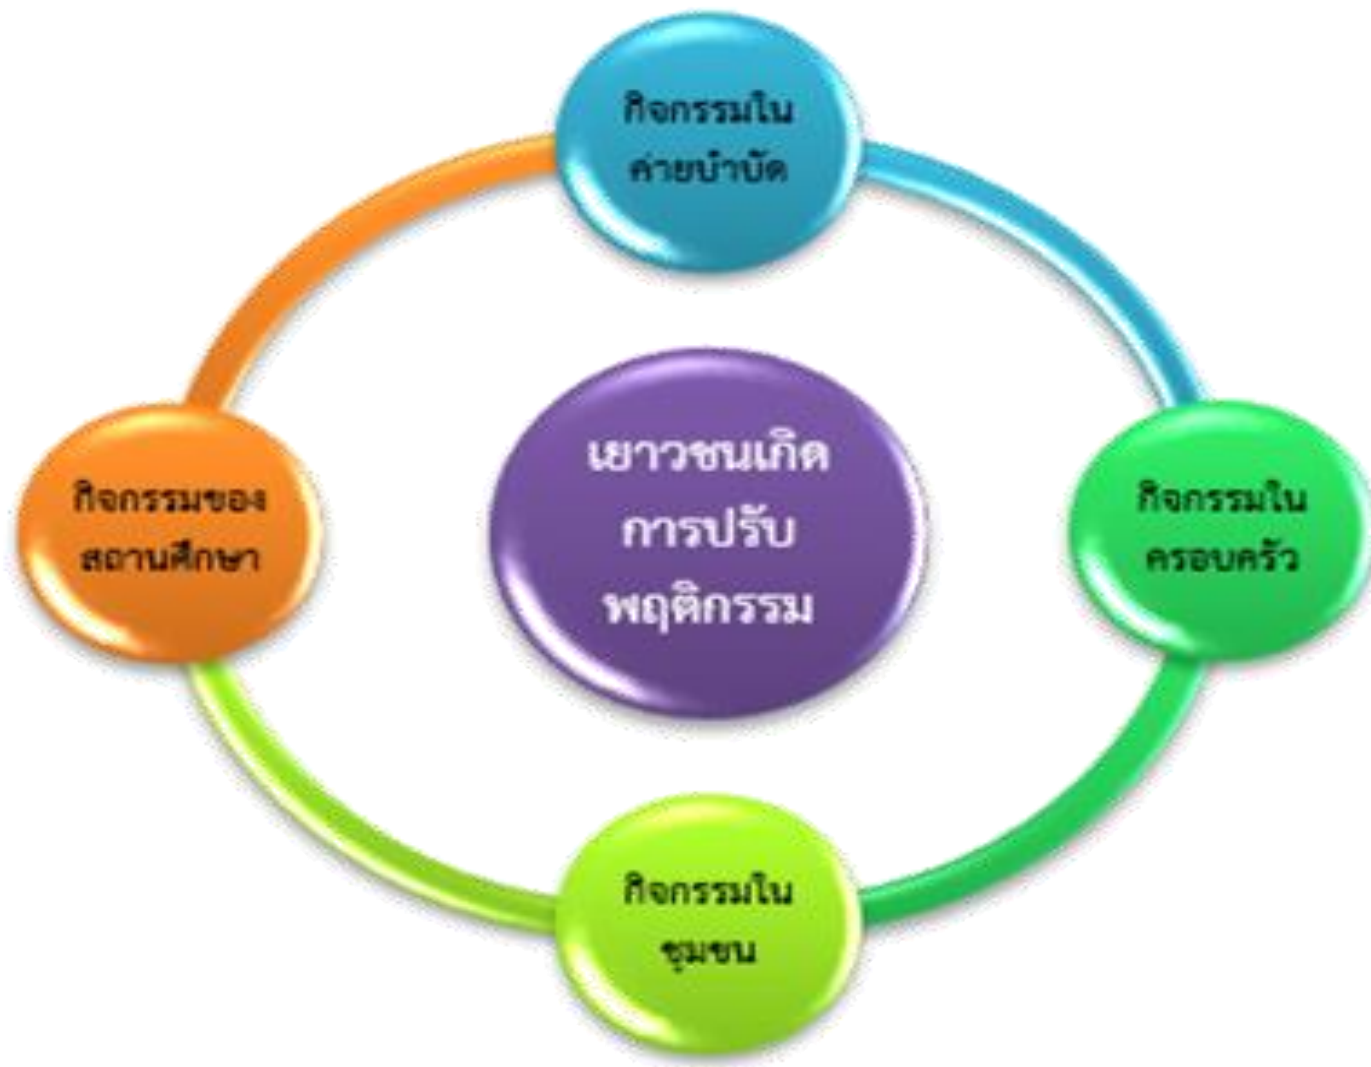 กิจกรรมใน
ค่ายบำบัด
กิจกรรมของ
สถานศึกษา
เยาวชนเกิด
การปรับ
พฤติกรรม
กิจกรรมใน
ครอบครัว
กิจกรรมใน
ชุมชน